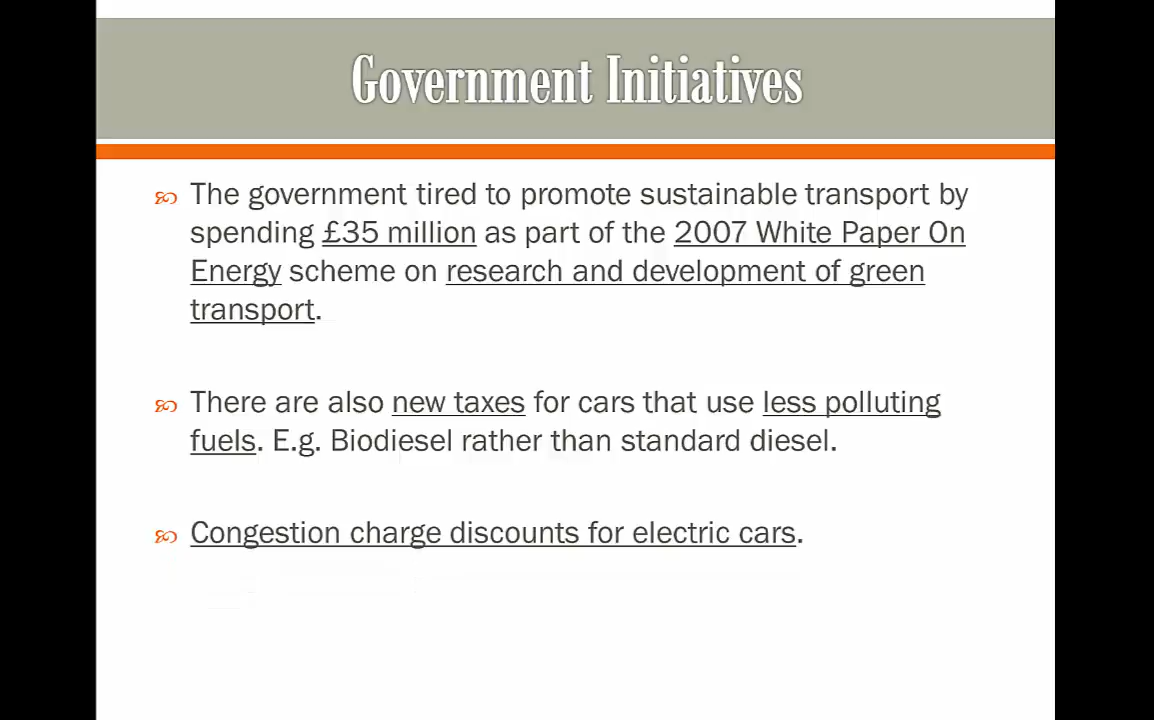 Government Initiatives
The government tired to promote sustainable transport by
spending £35 million as part of the 2007 White Paper On
Energy scheme on research and development of green
transport.
There are also new taxes for cars that use less polluting
fuels. E.g. Biodiesel rather than standard diesel.
Congestion charge discounts for electric cars.